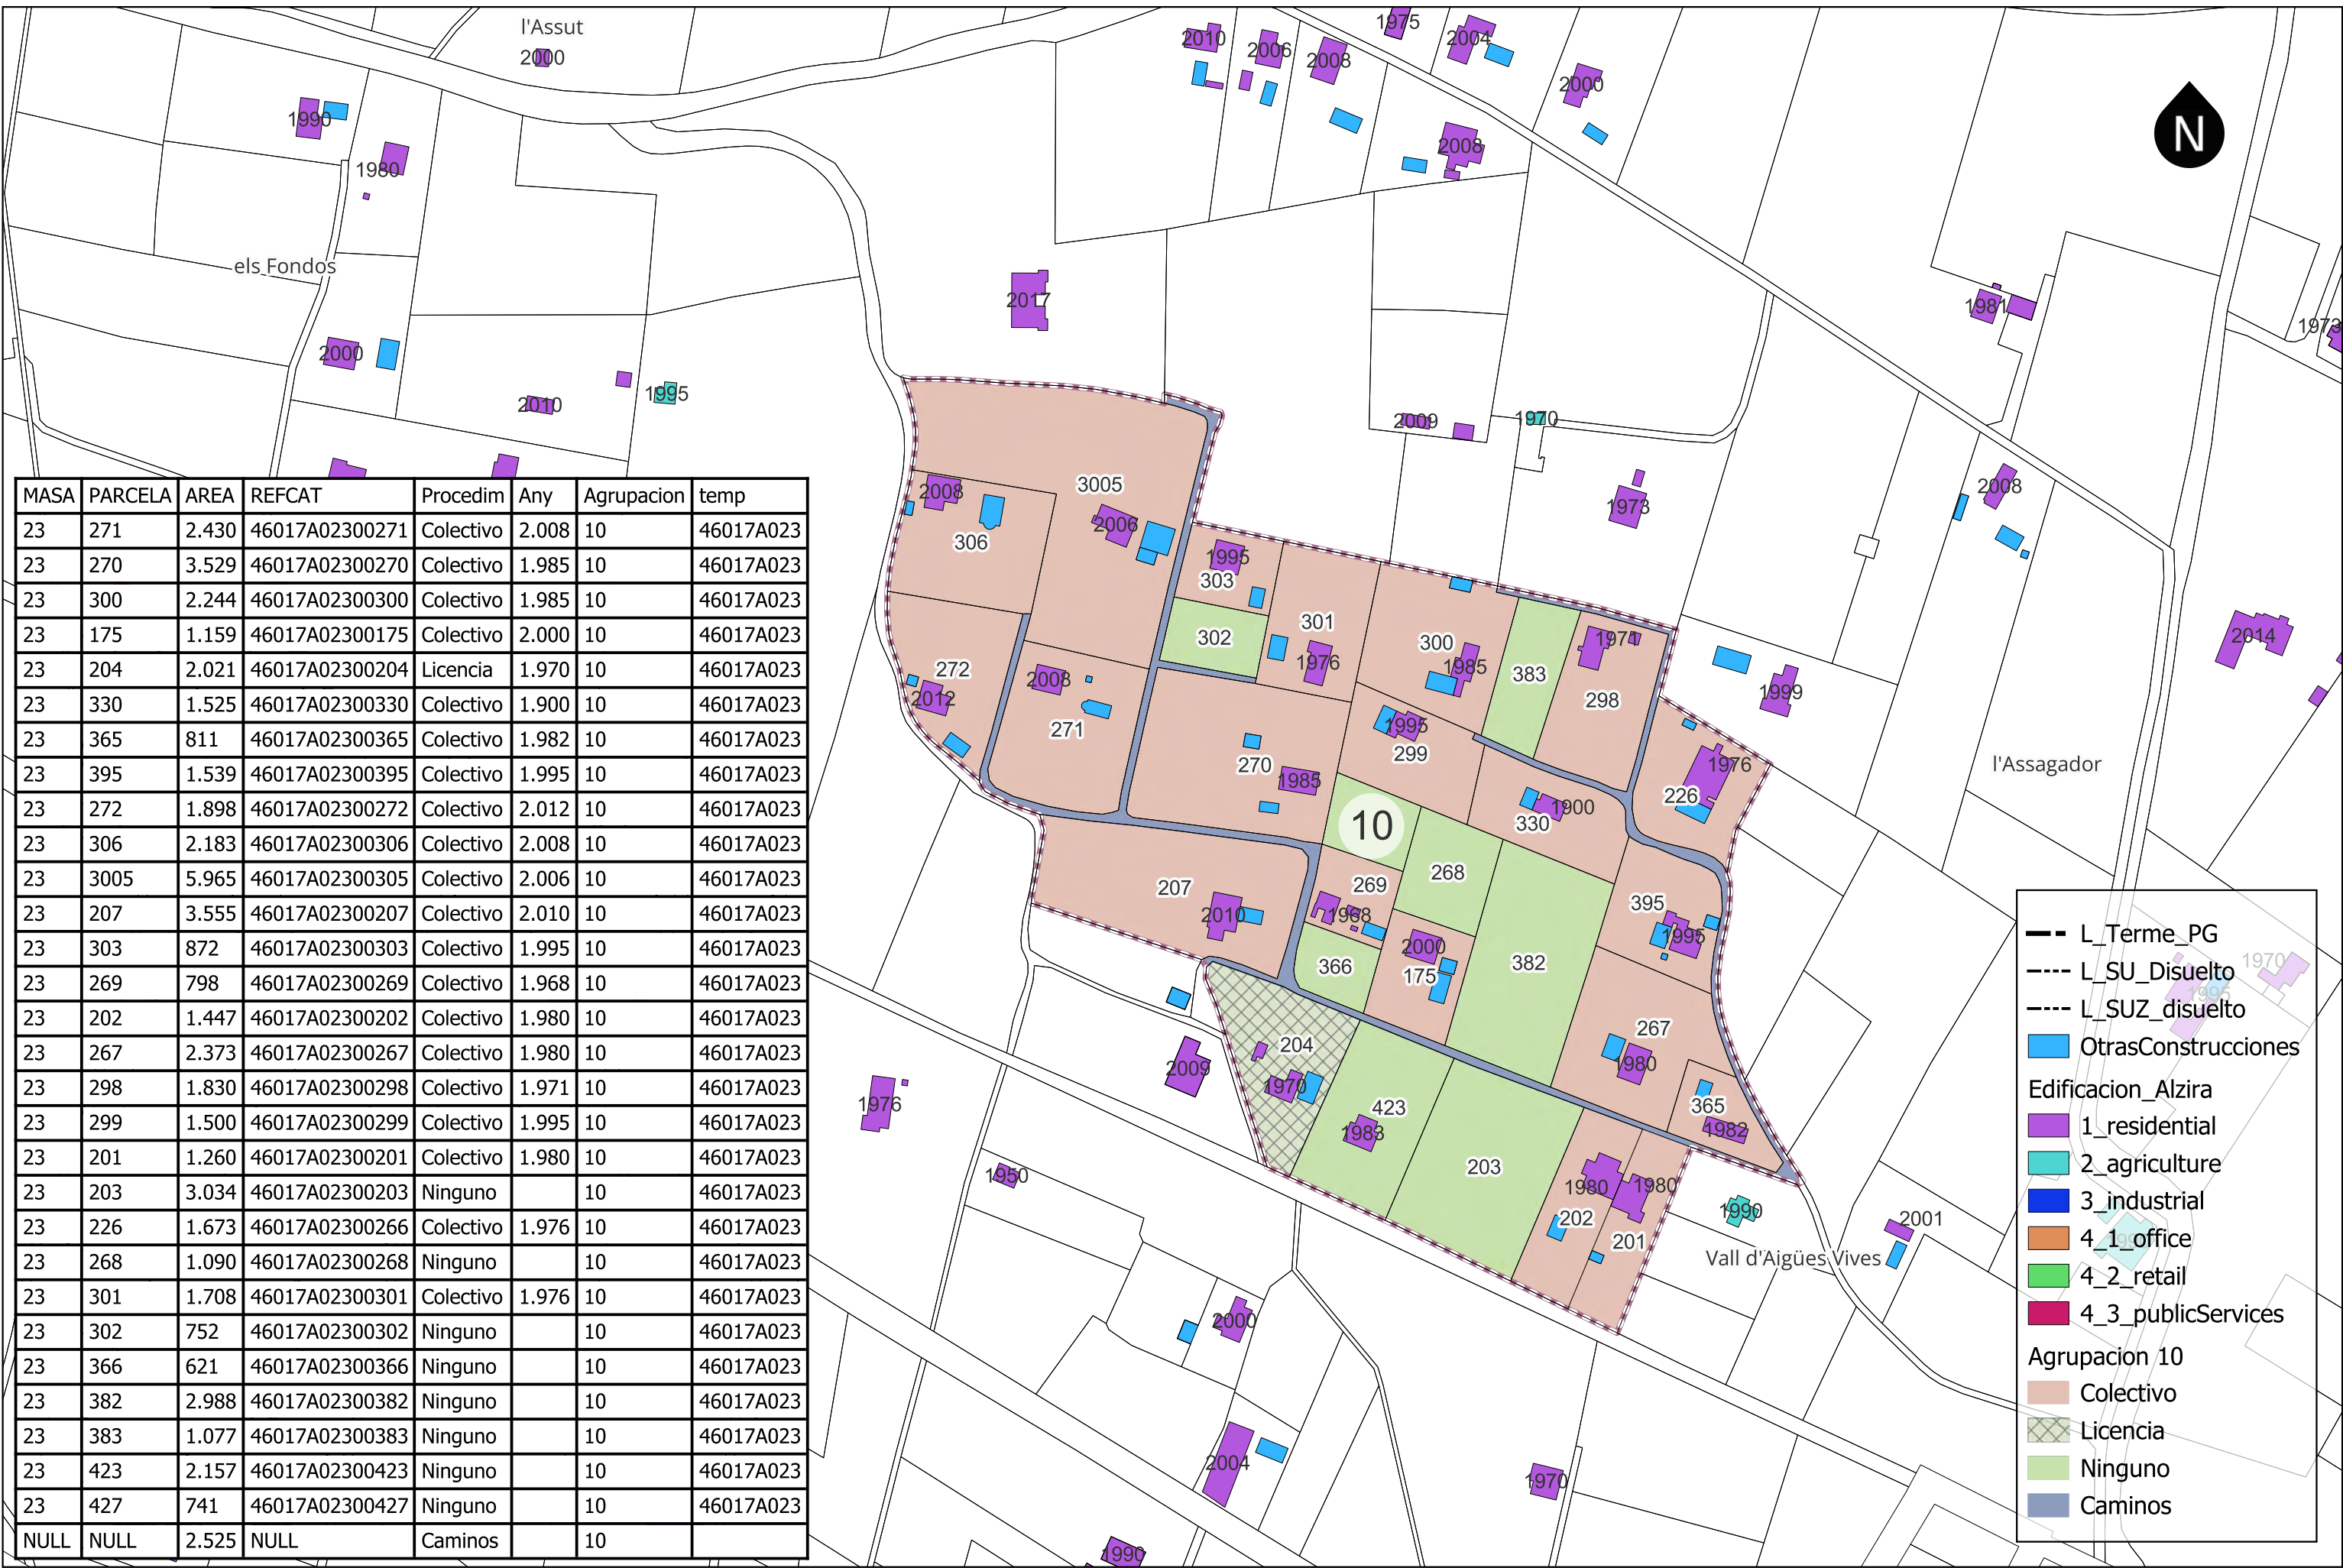 l'Assut
2000
2010
2006
2008
1975
2004
2000
2008
N
1990
1980
els Fondos
2017
1981
1973
2000
2010
1995
2009
1970
1973
2008
2014
1999
l'Assagador
MASA PARCELA AREA REFCAT Procedim Any Agrupacion temp
23 271 2.430 46017A02300271 Colectivo 2.008 10 46017A023
23 270 3.529 46017A02300270 Colectivo 1.985 10 46017A023
23 300 2.244 46017A02300300 Colectivo 1.985 10 46017A023
23 175 1.159 46017A02300175 Colectivo 2.000 10 46017A023
23 204 2.021 46017A02300204 Licencia 1.970 10 46017A023
23 330 1.525 46017A02300330 Colectivo 1.900 10 46017A023
23 365 811 46017A02300365 Colectivo 1.982 10 46017A023
23 395 1.539 46017A02300395 Colectivo 1.995 10 46017A023
23 272 1.898 46017A02300272 Colectivo 2.012 10 46017A023
23 306 2.183 46017A02300306 Colectivo 2.008 10 46017A023
23 3005 5.965 46017A02300305 Colectivo 2.006 10 46017A023
23 207 3.555 46017A02300207 Colectivo 2.010 10 46017A023
23 303 872 46017A02300303 Colectivo 1.995 10 46017A023
23 269 798 46017A02300269 Colectivo 1.968 10 46017A023
23 202 1.447 46017A02300202 Colectivo 1.980 10 46017A023
23 267 2.373 46017A02300267 Colectivo 1.980 10 46017A023
23 298 1.830 46017A02300298 Colectivo 1.971 10 46017A023
23 299 1.500 46017A02300299 Colectivo 1.995 10 46017A023
23 201 1.260 46017A02300201 Colectivo 1.980 10 46017A023
23 203 3.034 46017A02300203 Ninguno 10 46017A023
23 226 1.673 46017A02300266 Colectivo 1.976 10 46017A023
23 268 1.090 46017A02300268 Ninguno 10 46017A023
23 301 1.708 46017A02300301 Colectivo 1.976 10 46017A023
23 302 752 46017A02300302 Ninguno 10 46017A023
23 366 621 46017A02300366 Ninguno 10 46017A023
23 382 2.988 46017A02300382 Ninguno 10 46017A023
23 383 1.077 46017A02300383 Ninguno 10 46017A023
23 423 2.157 46017A02300423 Ninguno 10 46017A023
23 427 741 46017A02300427 Ninguno 10 46017A023
NULL NULL 2.525 NULL Caminos 10
2008
306
3005
2006
1995
303
302
301
1976
300
1985
383
1971
298
272
2012
2008
271
270
1985
1995
299
10
1900
330
1976
226
207
2010
269
1968
268
366
2000
175
382
395
1995
267
1980
365
1982
204
1970
423
1983
203
1980
1980
202
201
2009
1976
1950
2000
2004
1990
1970
1990
2001
Vall d'Aigües Vives
L_Terme_PG
L_SU_Disuelto
L_SUZ_disuelto
OtrasConstrucciones
Edificacion_Alzira
1_residential
2_agriculture
3_industrial
4_1_office
4_2_retail
4_3_publicServices
Agrupacion 10
Colectivo
Licencia
Ninguno
Caminos
1970